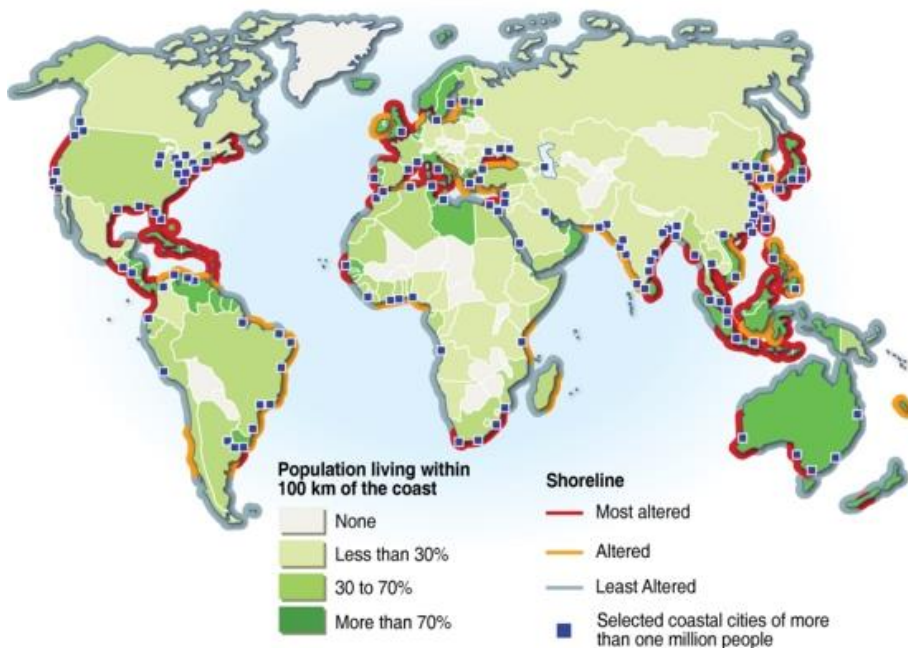 Population living within
100 km of the coast
None
Less than 30%
30 to 70%
More than 70%
Shoreline
Most altered
Altered
Least Altered
Selected coastal cities of more
than one million people